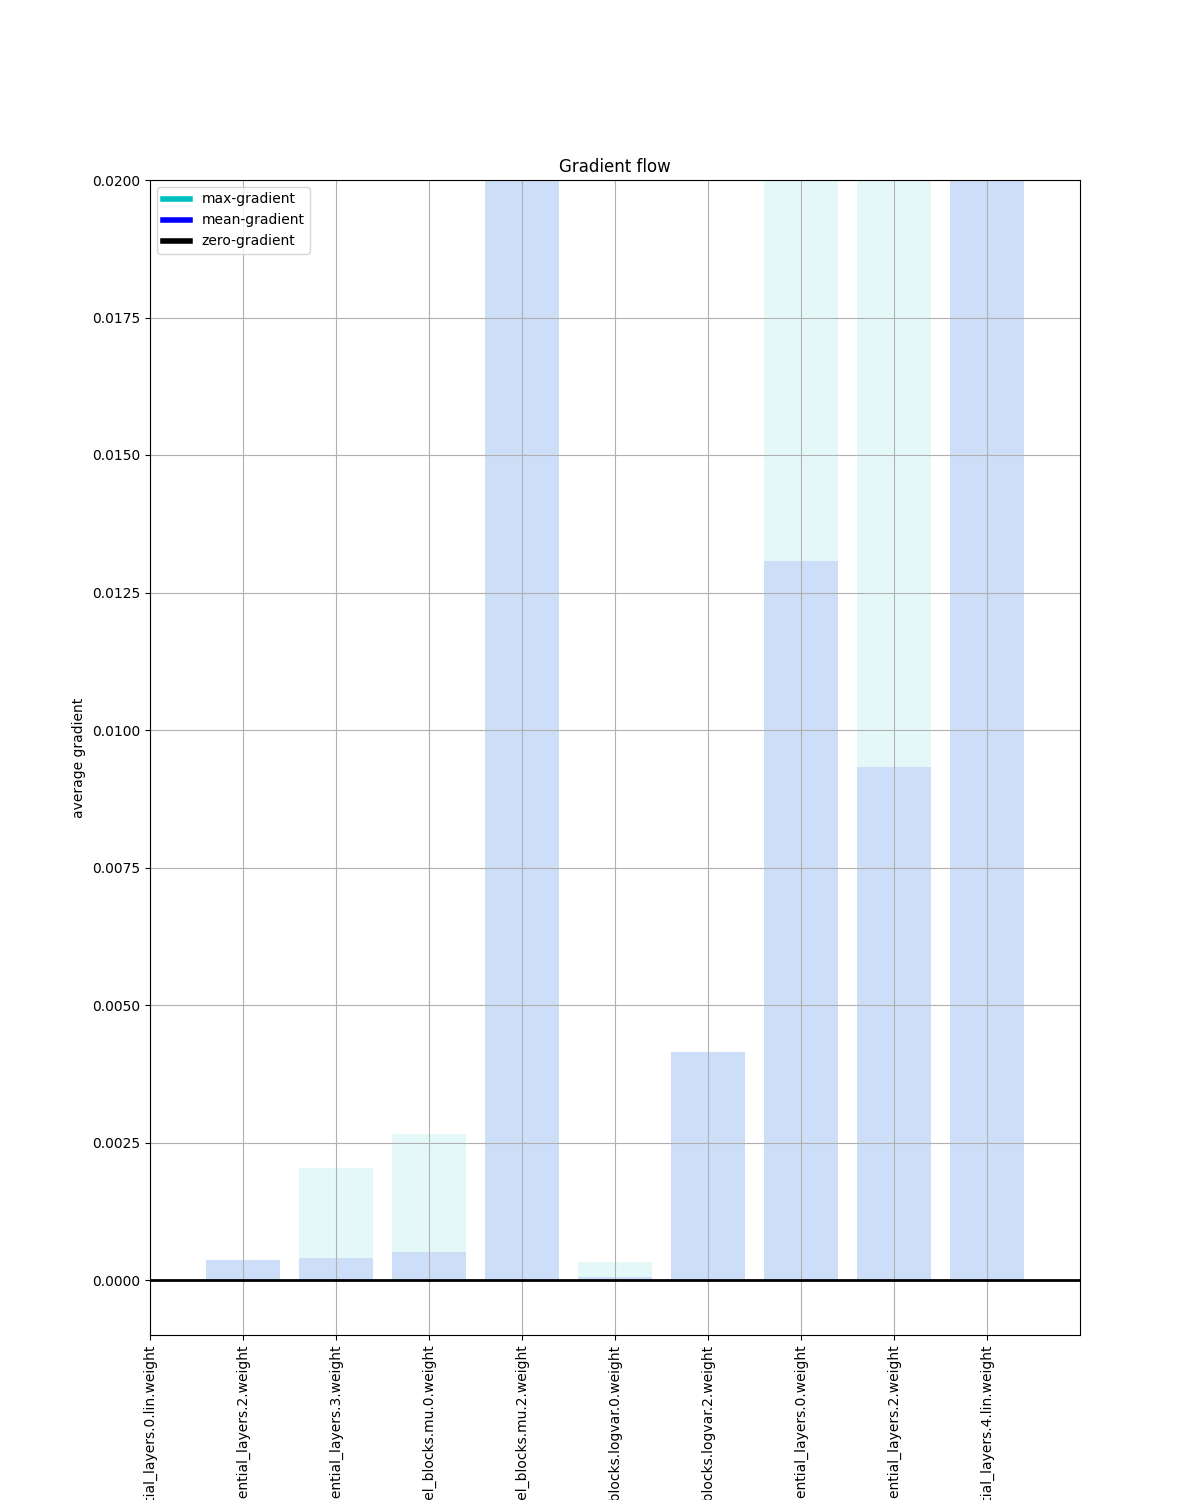 Gradient flow
max-gradient
mean-gradient
zero-gradient
0.0200
0.0175
0.0150
0.0125
0.0100
0.0075
0.0050
0.0025
0.0000
average gradient
tial_layers.0.lin.weight
ential_layers.2.weight
ential_layers.3.weight
el_blocks.mu.0.weight
el_blocks.mu.2.weight
blocks.logvar.0.weight
blocks.logvar.2.weight
ential_layers.0.weight
ential_layers.2.weight
tial_layers.4.lin.weight